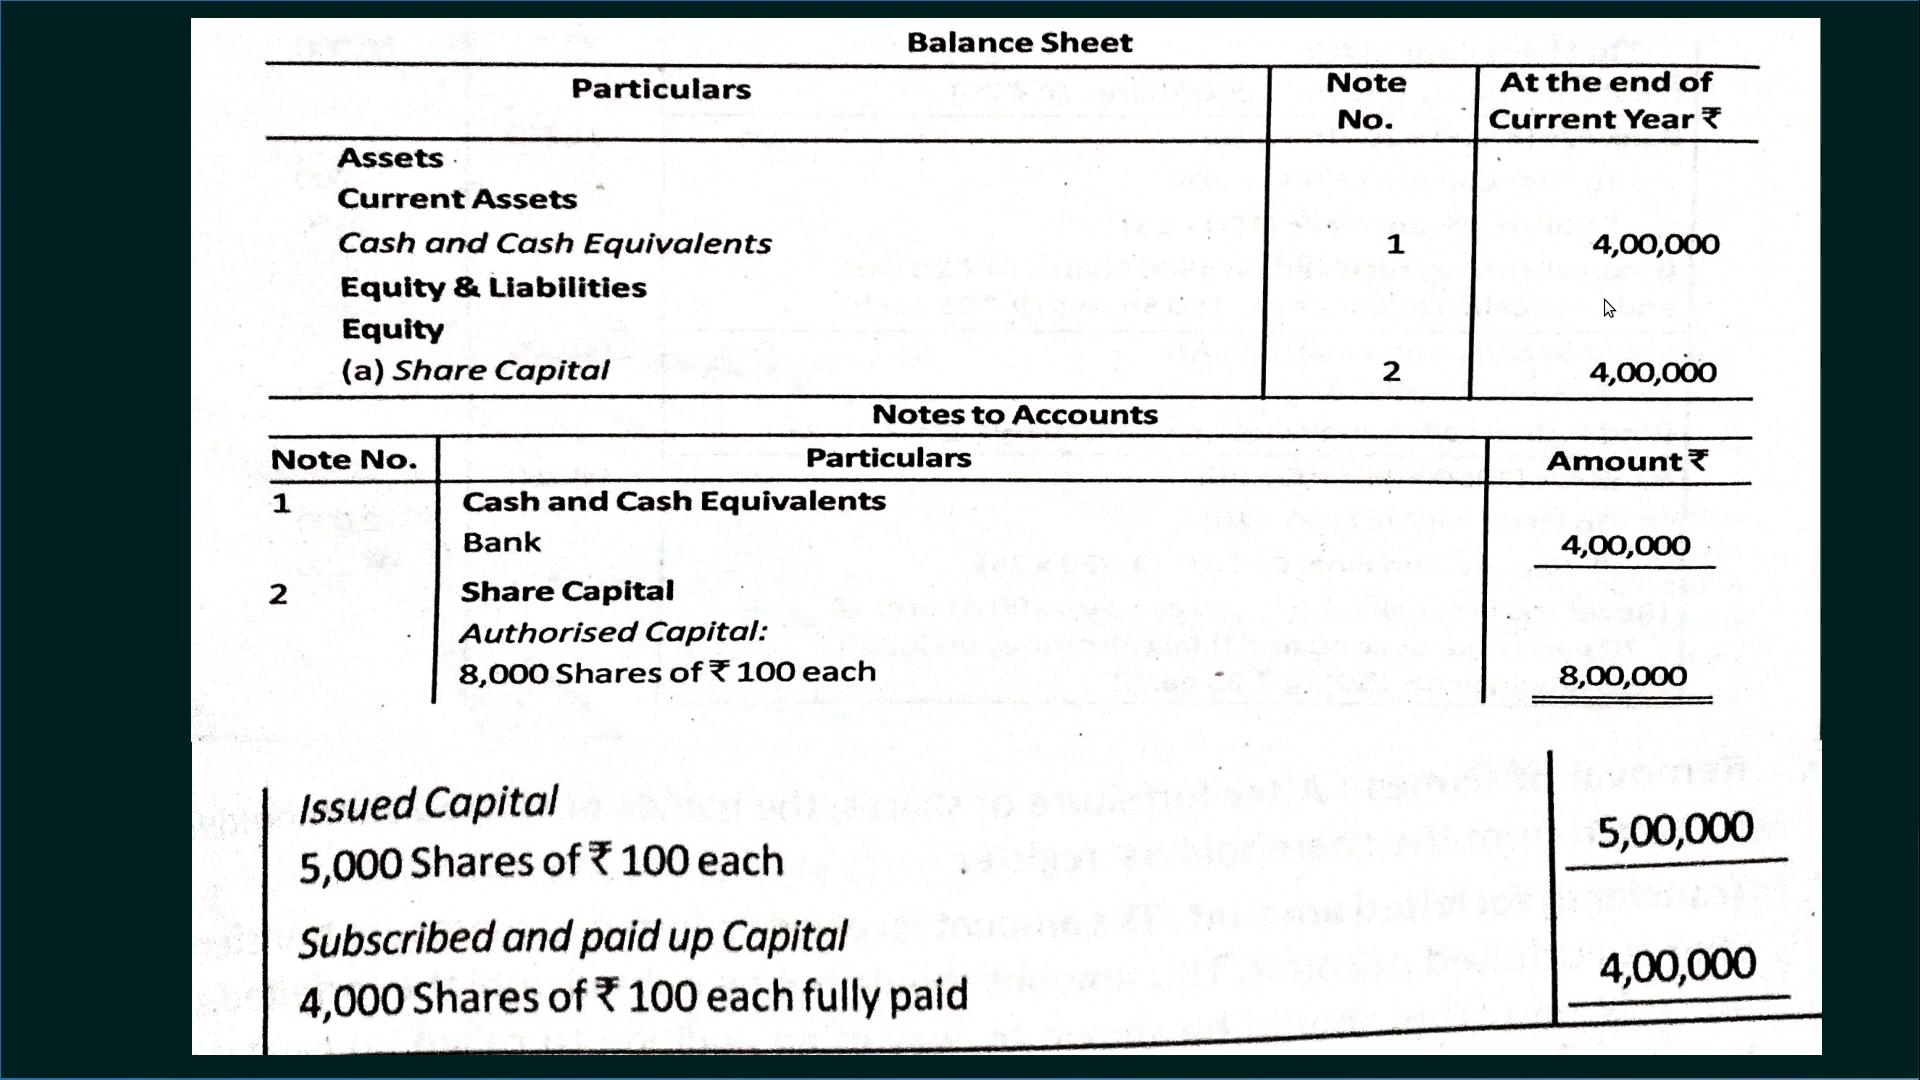 Balance Sheet
Particulars Note No. At the end of Current Year ₹
Assets
Current Assets
Cash and Cash Equivalents 1 4,00,000
Equity & Liabilities
Equity
(a) Share Capital 2 4,00,000
Notes to Accounts
Note No. Particulars Amount ₹
1 Cash and Cash Equivalents
Bank 4,00,000
2 Share Capital
Authorised Capital:
8,000 Shares of ₹ 100 each 8,00,000
Issued Capital
5,000 Shares of ₹ 100 each 5,00,000
Subscribed and paid up Capital
4,000 Shares of ₹ 100 each fully paid 4,00,000